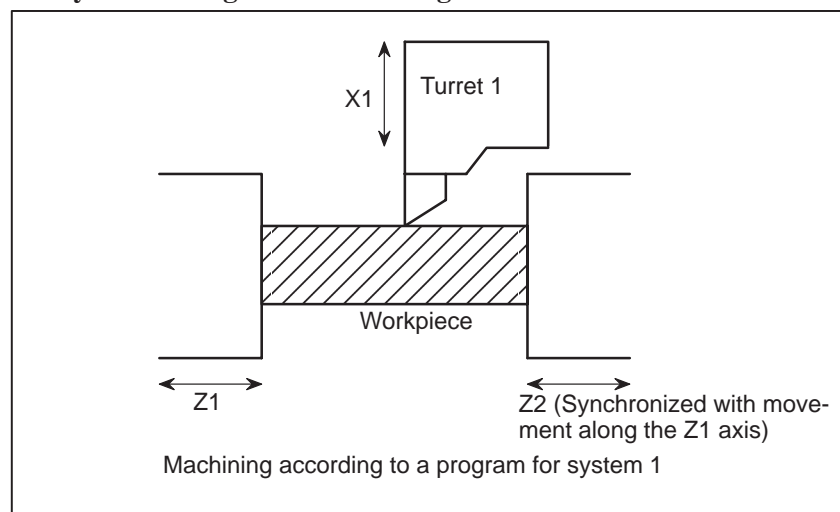 Turret 1
X1
Workpiece
Z1
Z2 (Synchronized with move-
ment along the Z1 axis)
Machining according to a program for system 1